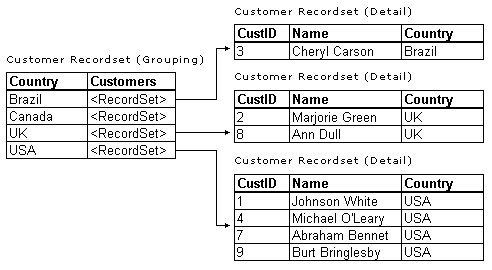 Customer Recordset (Grouping)
Country Customers
Brazil <RecordSet>
Canada <RecordSet>
UK <RecordSet>
USA <RecordSet>
Customer Recordset (Detail)
CustID Name Country
3 Cheryl Carson Brazil
Customer Recordset (Detail)
CustID Name Country
2 Marjorie Green UK
8 Ann Dull UK
Customer Recordset (Detail)
CustID Name Country
1 Johnson White USA
4 Michael O'Leary USA
7 Abraham Bennet USA
9 Burt Bringlesby USA